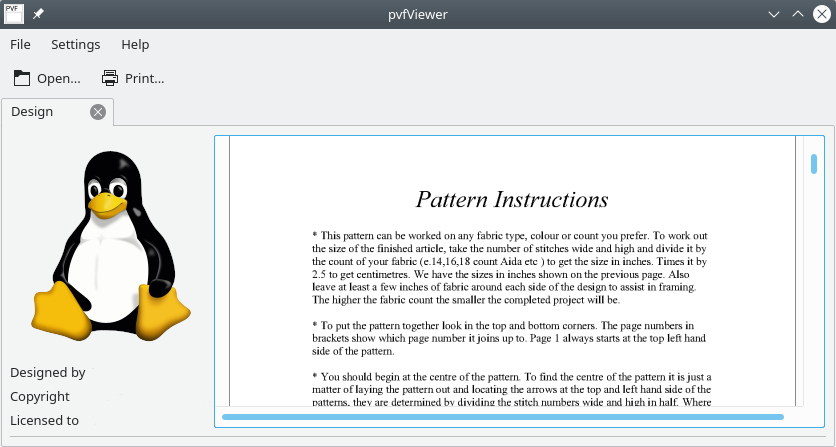 PVF
pvfViewer
File Settings Help
Open... Print...
Design
Pattern Instructions
* This pattern can be worked on any fabric type, colour or count you prefer. To work out
the size of the finished article, take the number of stitches wide and high and divide it by
the count of your fabric (e.14,16,18 count Aida etc ) to get the size in inches. Times it by
2.5 to get centimetres. We have the sizes in inches shown on the previous page. Also
leave at least a few inches of fabric around each side of the design to assist in framing.
The higher the fabric count the smaller the completed project will be.
* To put the pattern together look in the top and bottom corners. The page numbers in
brackets show which page number it joins up to. Page 1 always starts at the top left hand
side of the pattern.
* You should begin at the centre of the pattern. To find the centre of the pattern it is just a
matter of laying the pattern out and locating the arrows at the top and left hand side of the
patterns, they are determined by dividing the stitch numbers wide and high in half. Where
Designed by
Copyright
Licensed to